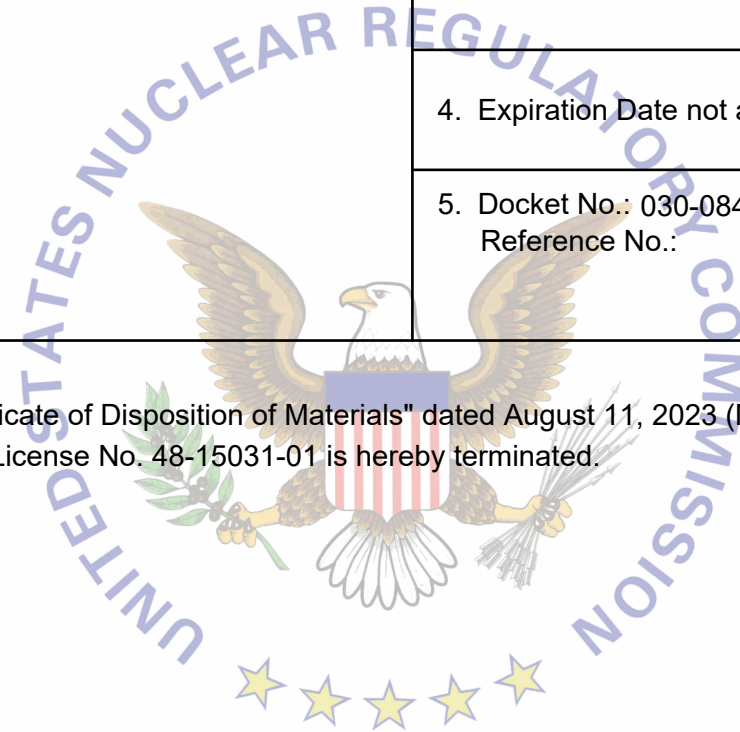 UNITED STATES NUCLEAR REGULATORY COMMISSION
4. Expiration Date not
5. Docket No.: 030-084
Reference No.:
of Disposition of Materials" dated August 11, 2023
License No. 48-15031-01 is hereby terminated.